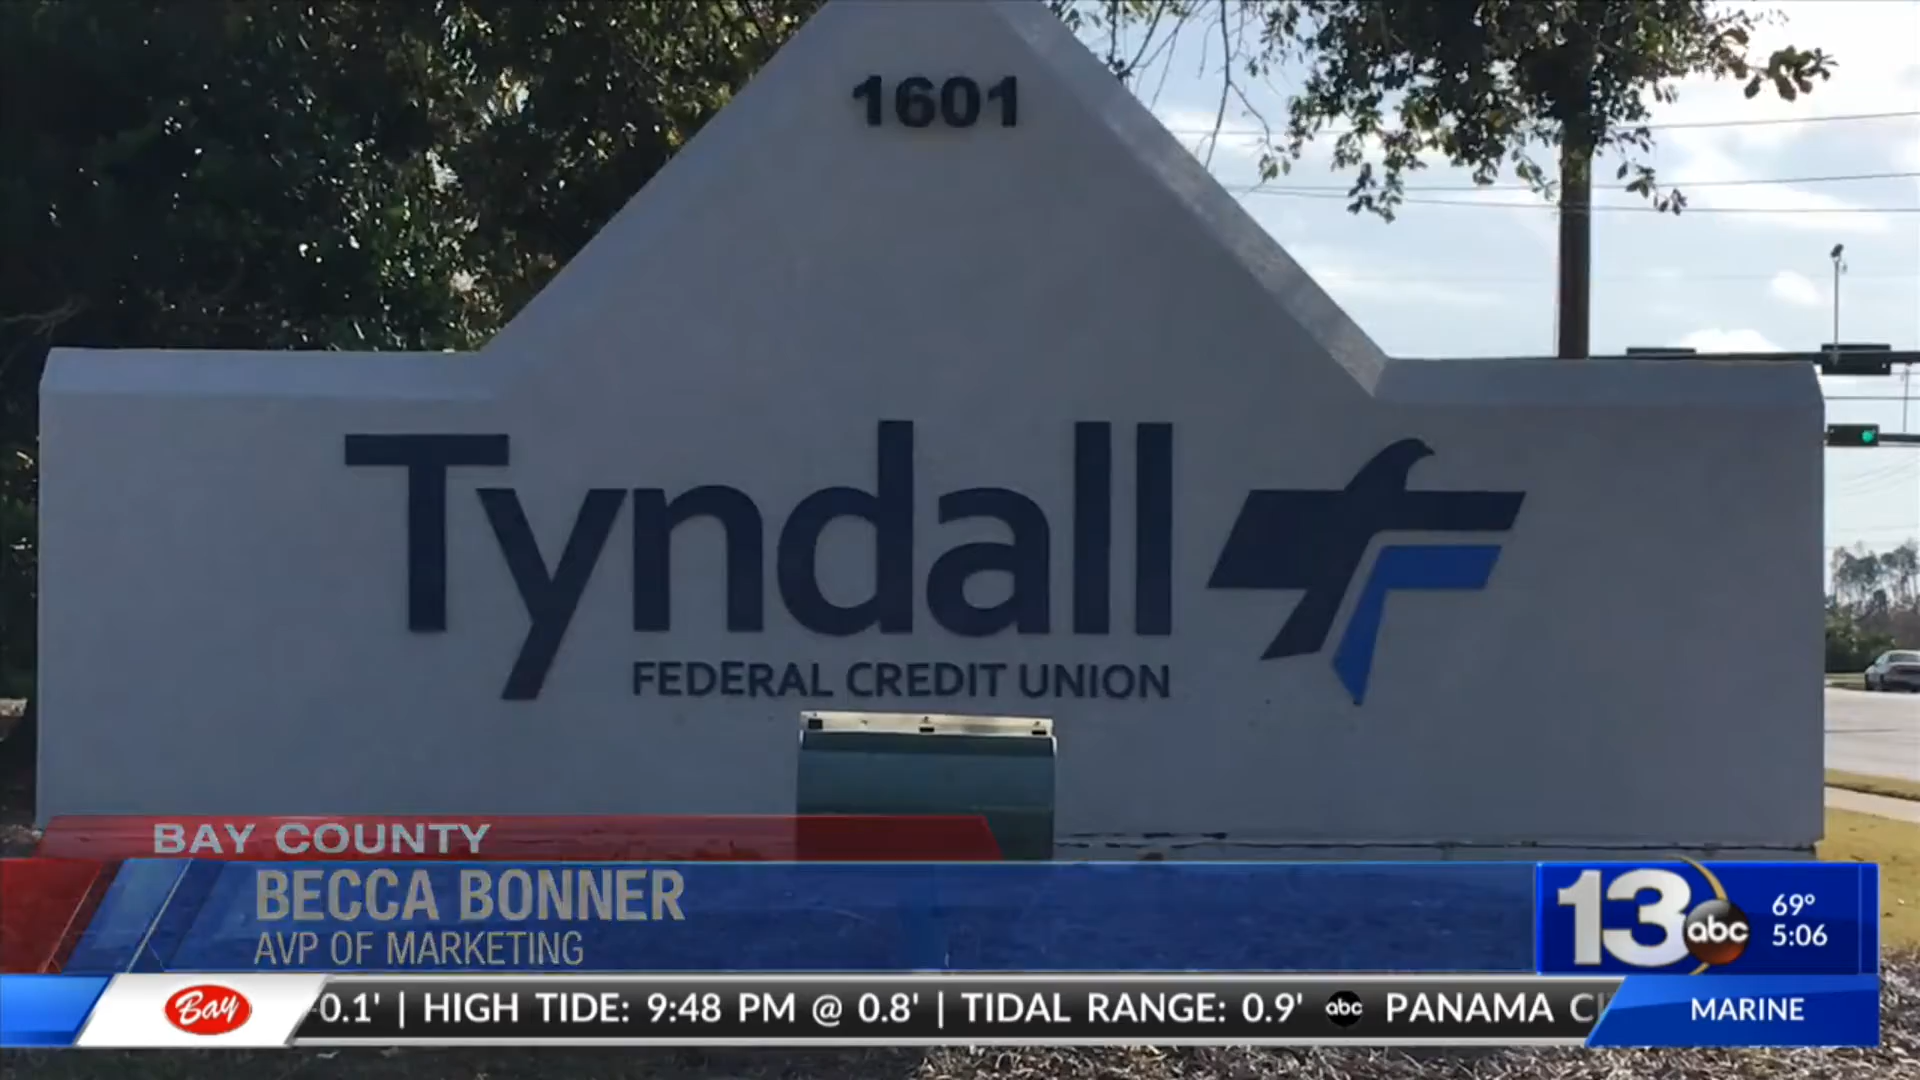 1601
Tyndall
FEDERAL CREDIT UNION
BAY COUNTY
BECCA BONNER
AVP OF MARKETING
13 abc
69°
5:06
Bay
-0.1' | HIGH TIDE: 9:48 PM @ 0.8' | TIDAL RANGE: 0.9' abc PANAMA
MARINE